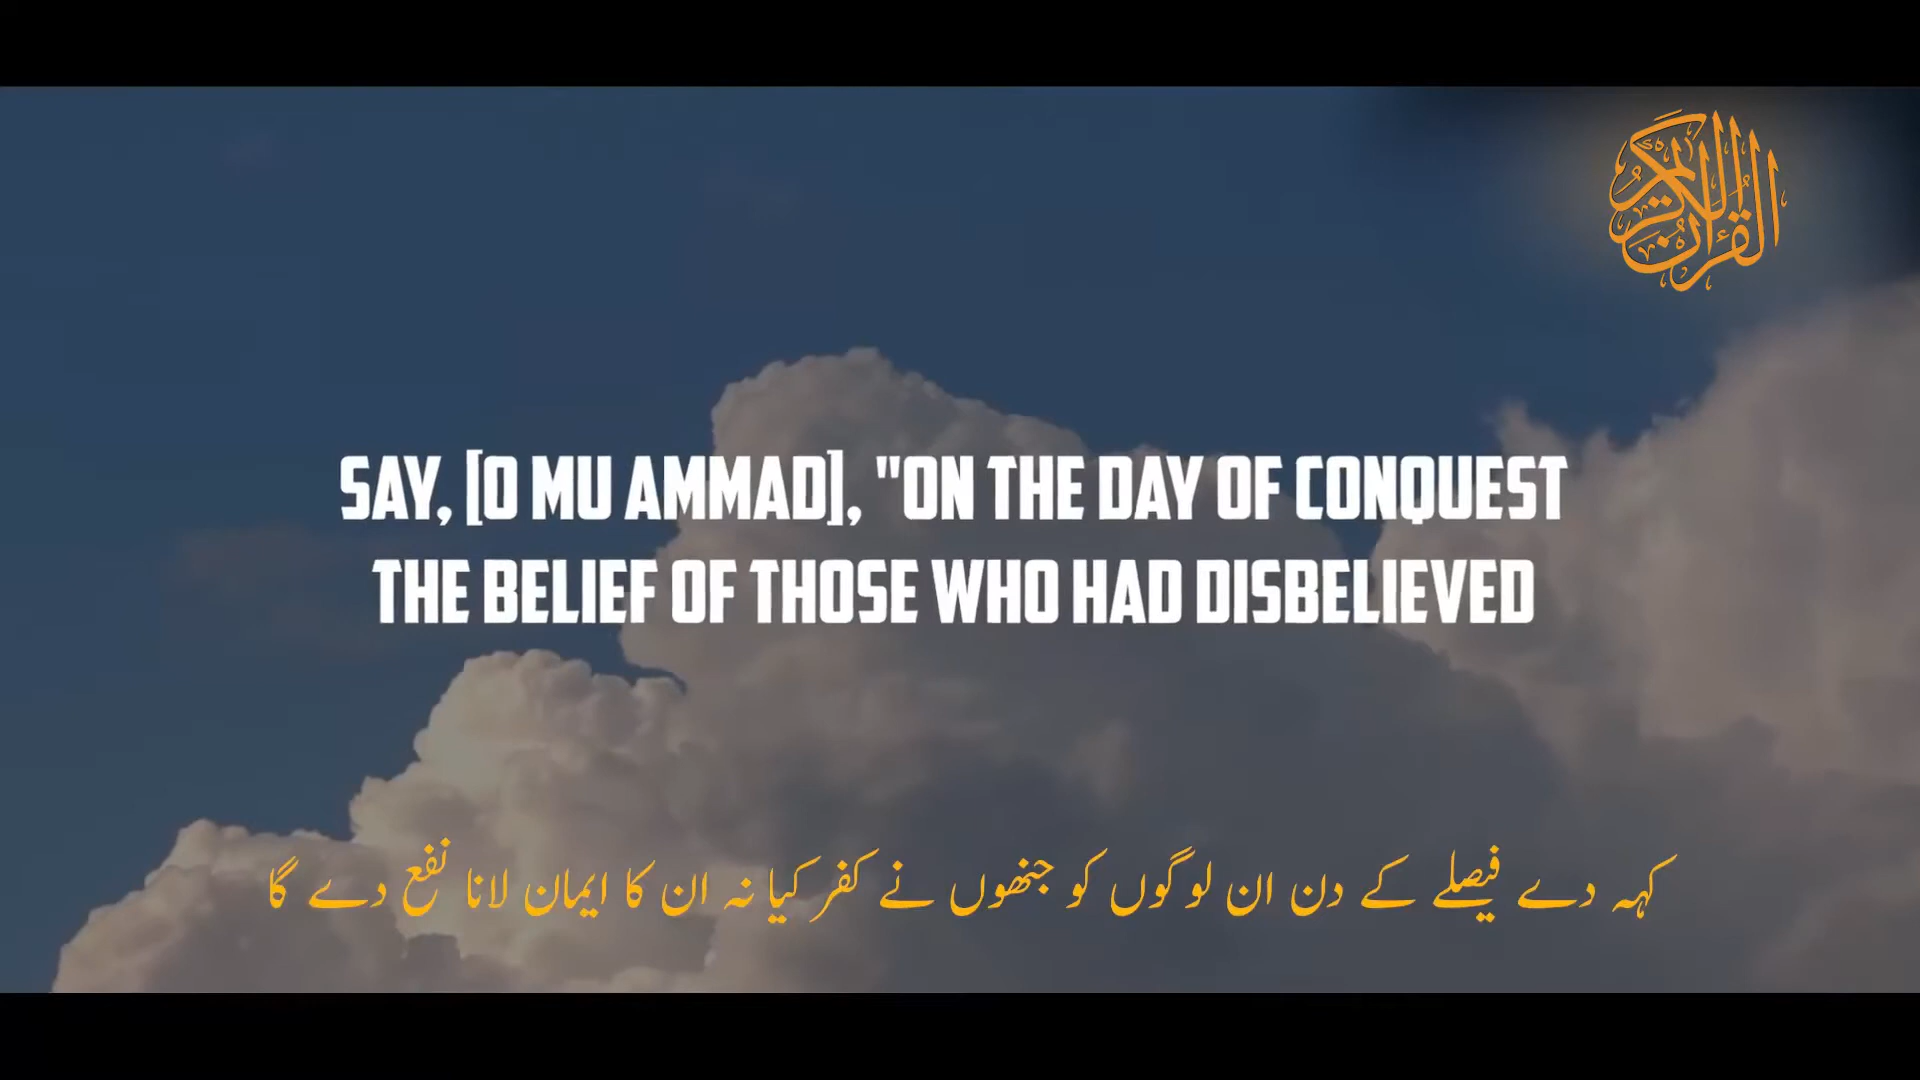 القرآن الكريم
SAY, [O MU AMMAD], "ON THE DAY OF CONQUEST
THE BELIEF OF THOSE WHO HAD DISBELIEVED
کہہ دے فیصلے کے دن ان لوگوں کو جنھوں نے کفر کیا نہ ان کا ایمان لانا نفع دے گا